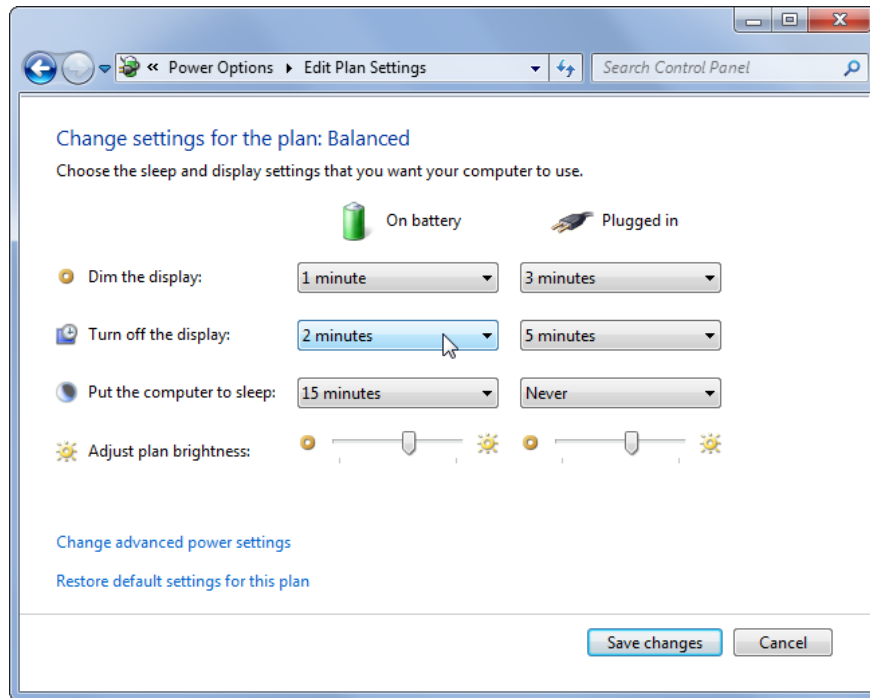 « Power Options ▸ Edit Plan Settings Search Control Panel
Change settings for the plan: Balanced
Choose the sleep and display settings that you want your computer to use.
On battery Plugged in
Dim the display: 1 minute 3 minutes
Turn off the display: 2 minutes 5 minutes
Put the computer to sleep: 15 minutes Never
Adjust plan brightness:
Change advanced power settings
Restore default settings for this plan
Save changes Cancel